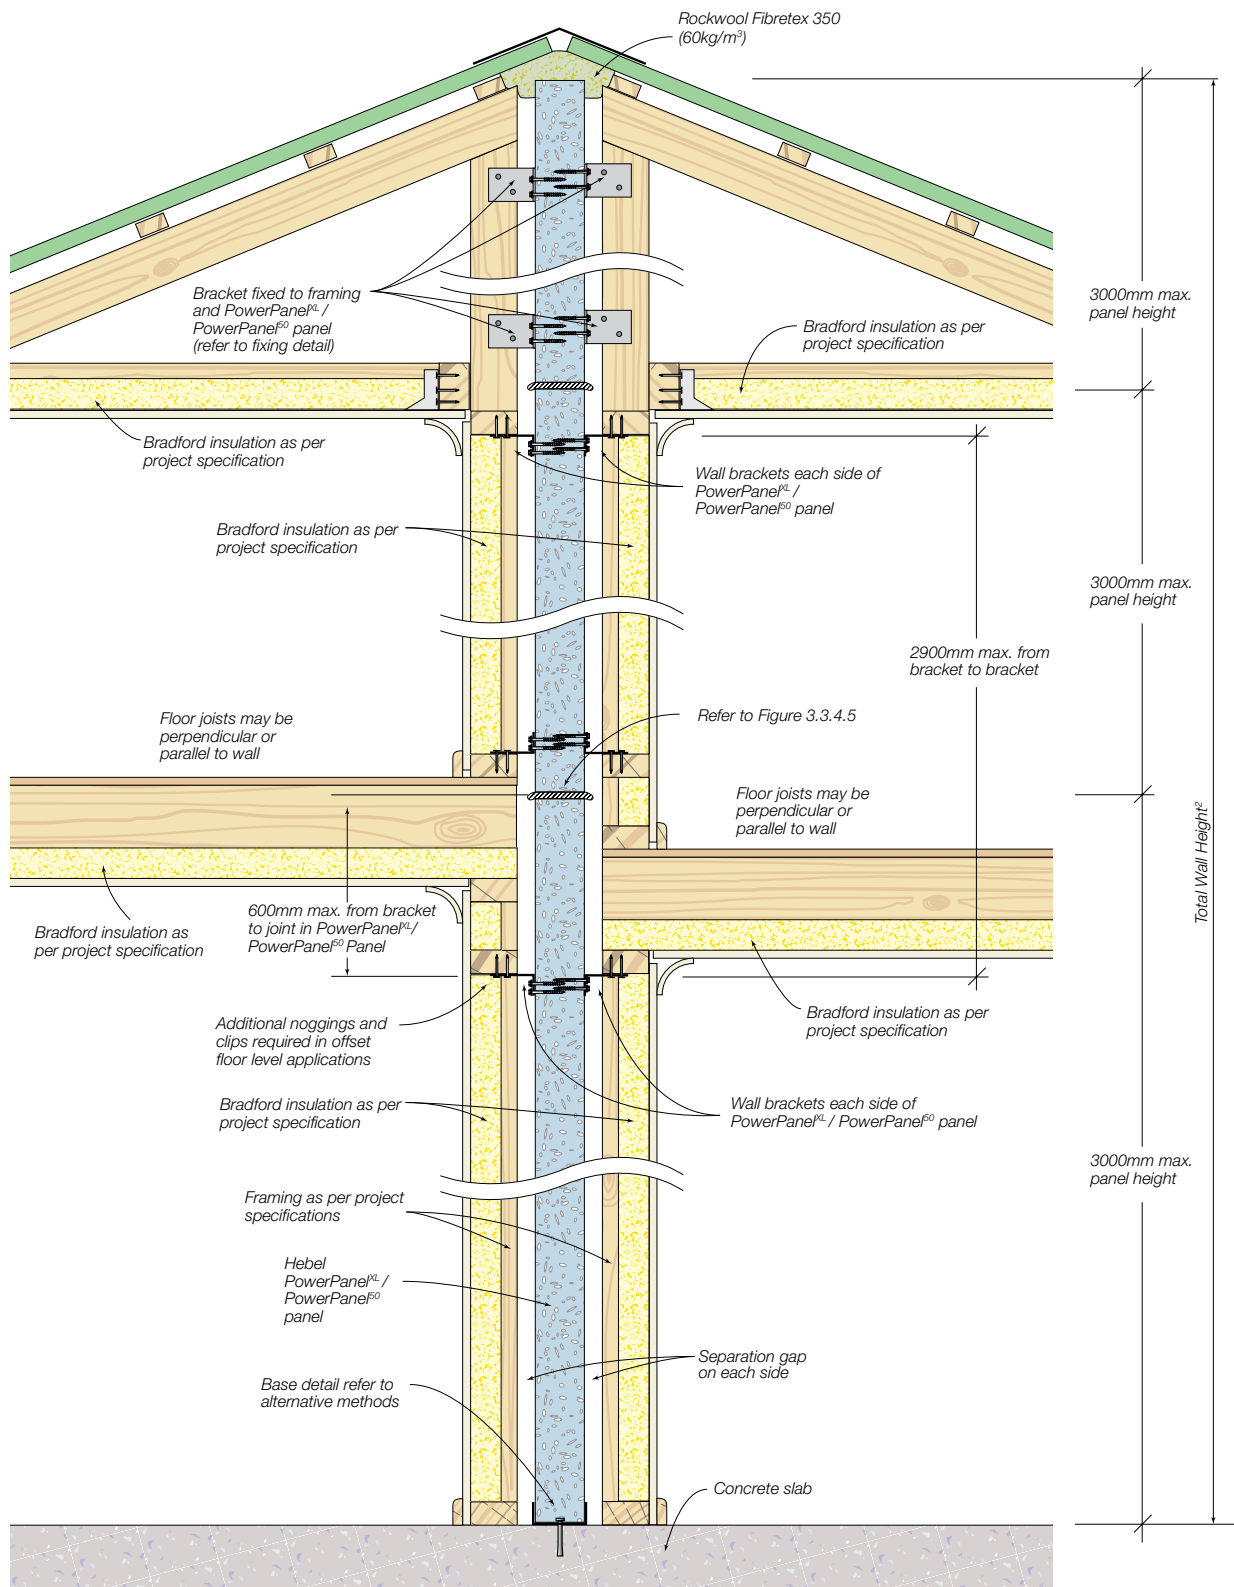 Rockwool Fibretex 350
(60kg/m³)
Bracket fixed to framing
and PowerPanelXL /
PowerPanel50 panel
(refer to fixing detail)
3000mm max.
panel height
Bradford insulation as per
project specification
Bradford insulation as per
project specification
Wall brackets each side of
PowerPanelXL /
PowerPanel50 panel
Bradford insulation as per
project specification
3000mm max.
panel height
2900mm max. from
bracket to bracket
Floor joists may be
perpendicular or
parallel to wall
Refer to Figure 3.3.4.5
Floor joists may be
perpendicular or
parallel to wall
Total Wall Height²
600mm max. from bracket
to joint in PowerPanelXL/
PowerPanel50 Panel
Bradford insulation as
per project specification
Bradford insulation as per
project specification
Additional noggings and
clips required in offset
floor level applications
Bradford insulation as per
project specification
Wall brackets each side of
PowerPanelXL / PowerPanel50 panel
3000mm max.
panel height
Framing as per project
specifications
Hebel
PowerPanelXL /
PowerPanel50
panel
Separation gap
on each side
Base detail refer to
alternative methods
Concrete slab